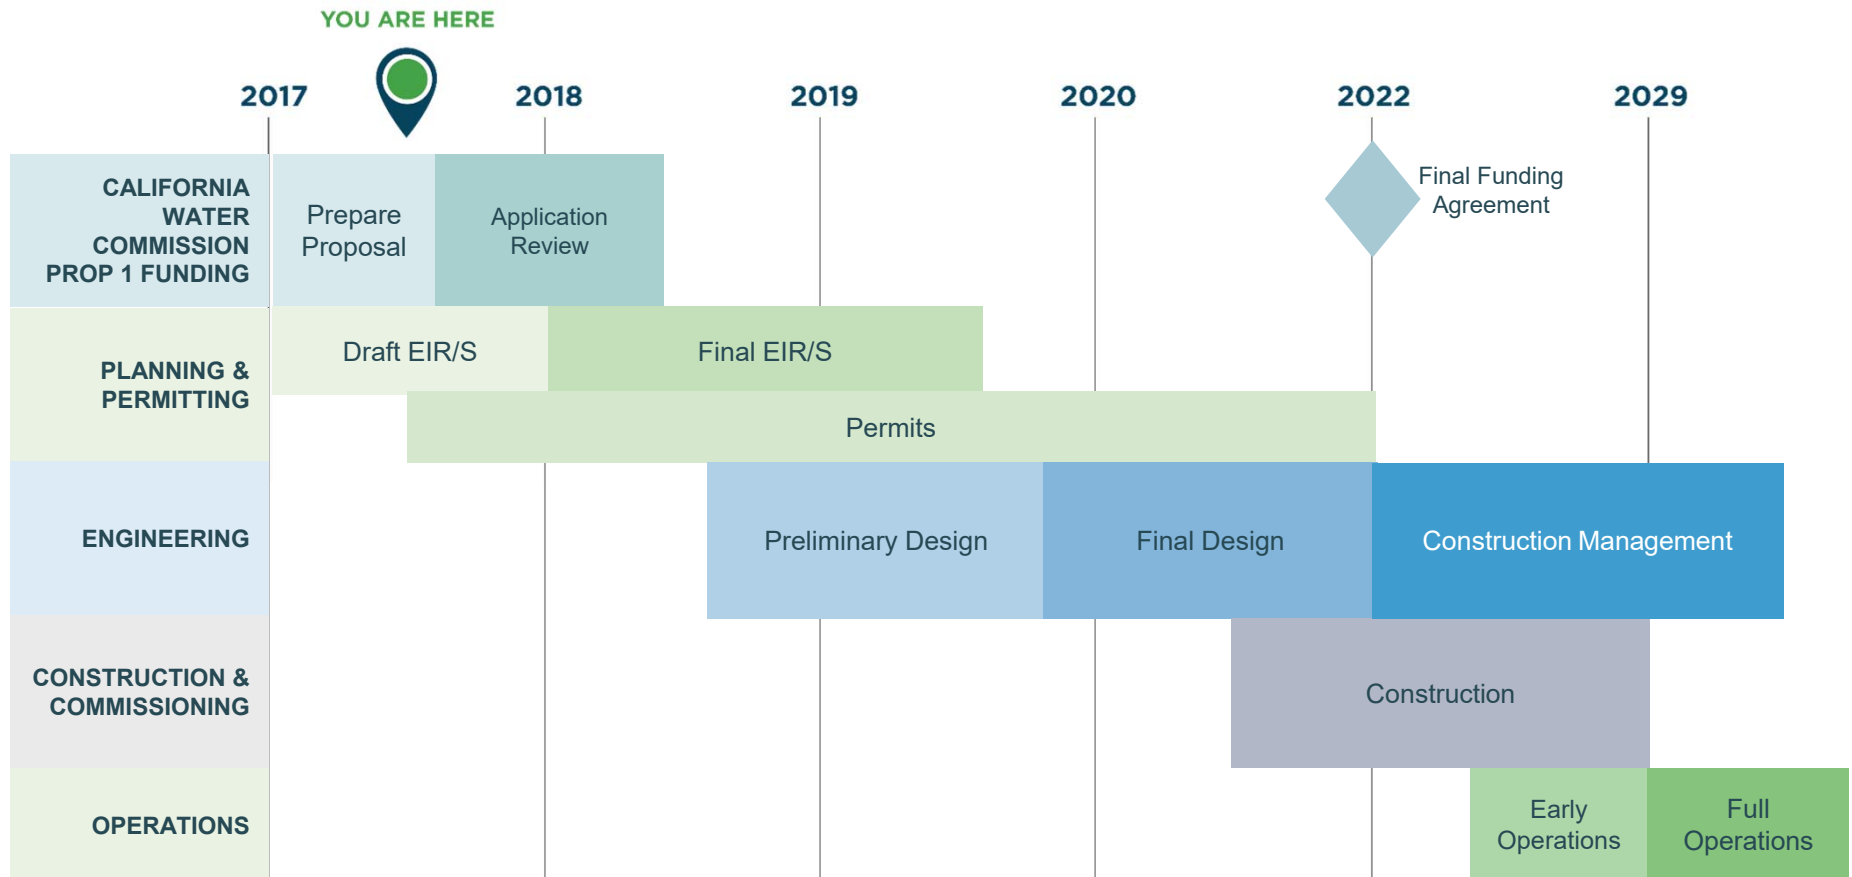 YOU ARE HERE
2017
2018
2019
2020
2022
2029
CALIFORNIA
WATER
COMMISSION
PROP 1 FUNDING
Prepare
Proposal
Application
Review
Final Funding
Agreement
PLANNING &
PERMITTING
Draft EIR/S
Final EIR/S
Permits
ENGINEERING
Preliminary Design
Final Design
Construction Management
CONSTRUCTION &
COMMISSIONING
Construction
OPERATIONS
Early
Operations
Full
Operations